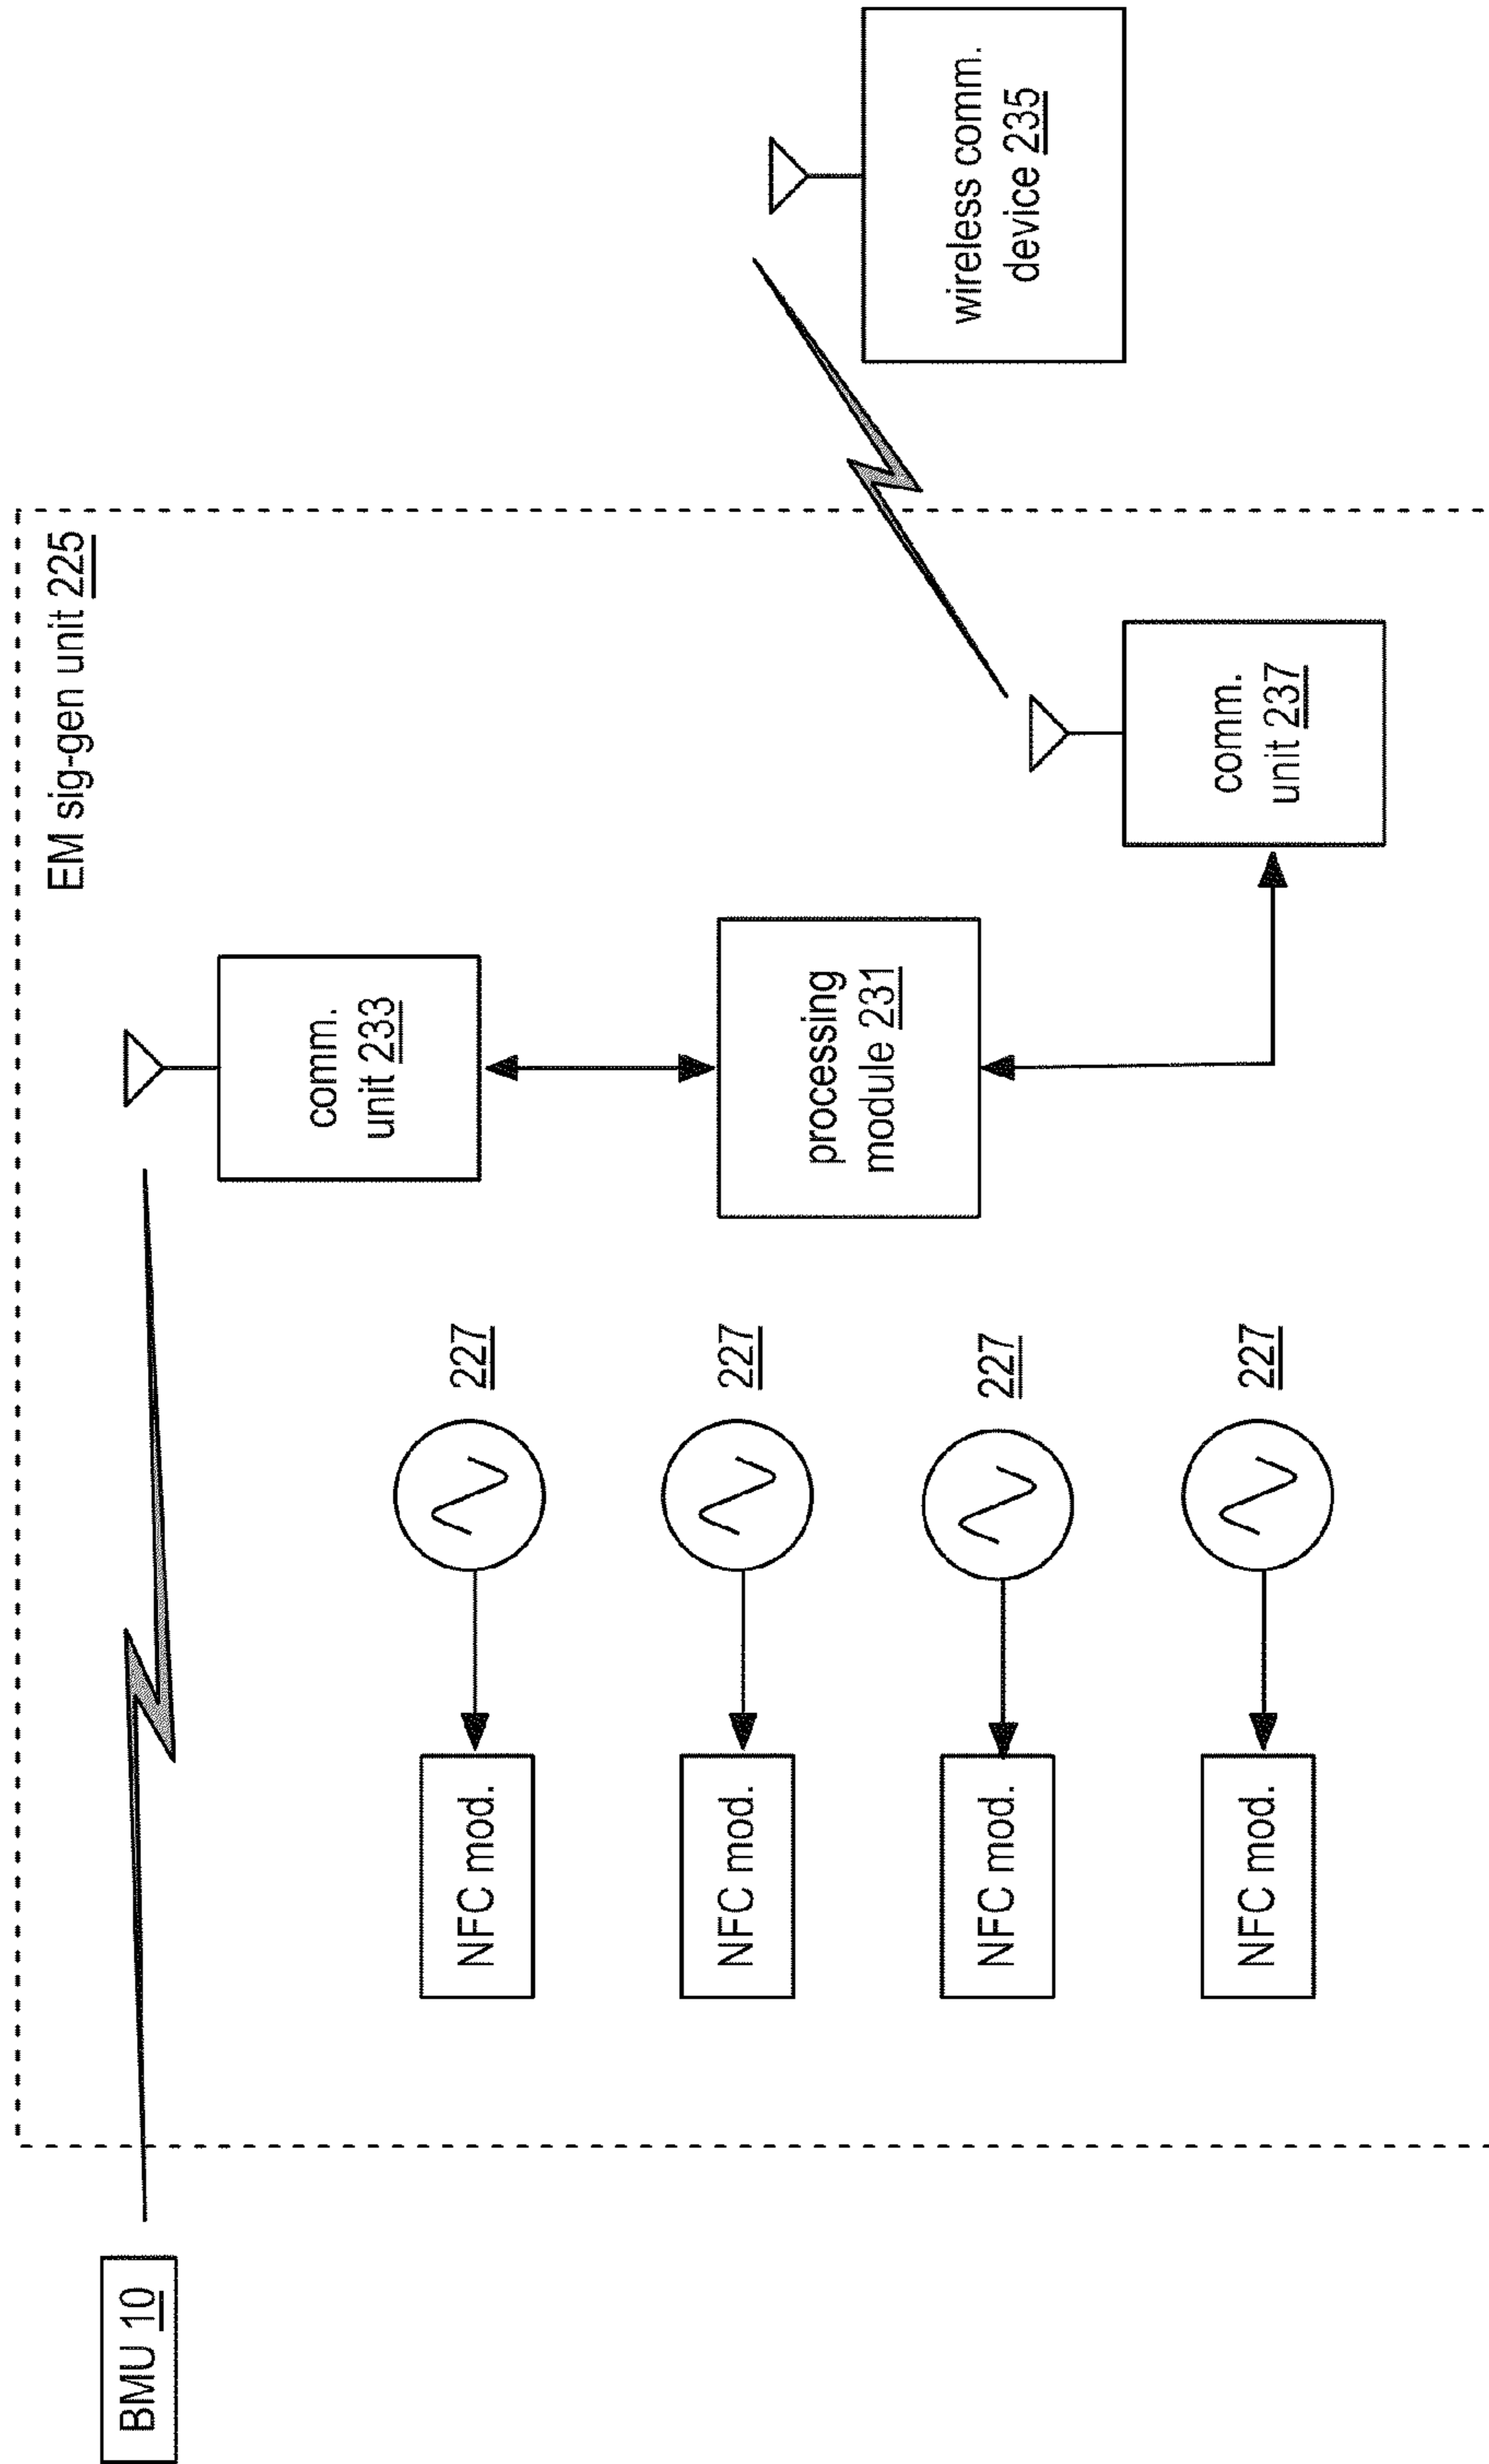 BMU 10
EM sig-gen unit 225
comm.
unit 233
NFC mod.
227
NFC mod.
227
processing
module 231
wireless comm.
device 235
NFC mod.
227
comm.
unit 237
NFC mod.
227